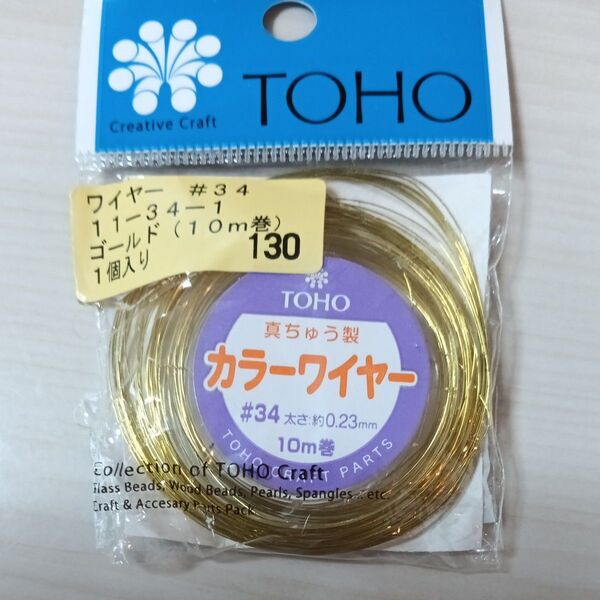 Creative Craft
TOHO
ワイヤー #34
11-34-1
ゴールド(10m巻)
1個入り
130
TOHO
真ちゅう製
カラーワイヤー
#34 太さ:約0.23mm
10m巻
TOHO CRAFT PARTS
Collection of TOHO Craft
Glass Beads, Wood Beads, Pearls, Spangles... etc.
Craft & Accesary Parts Pack